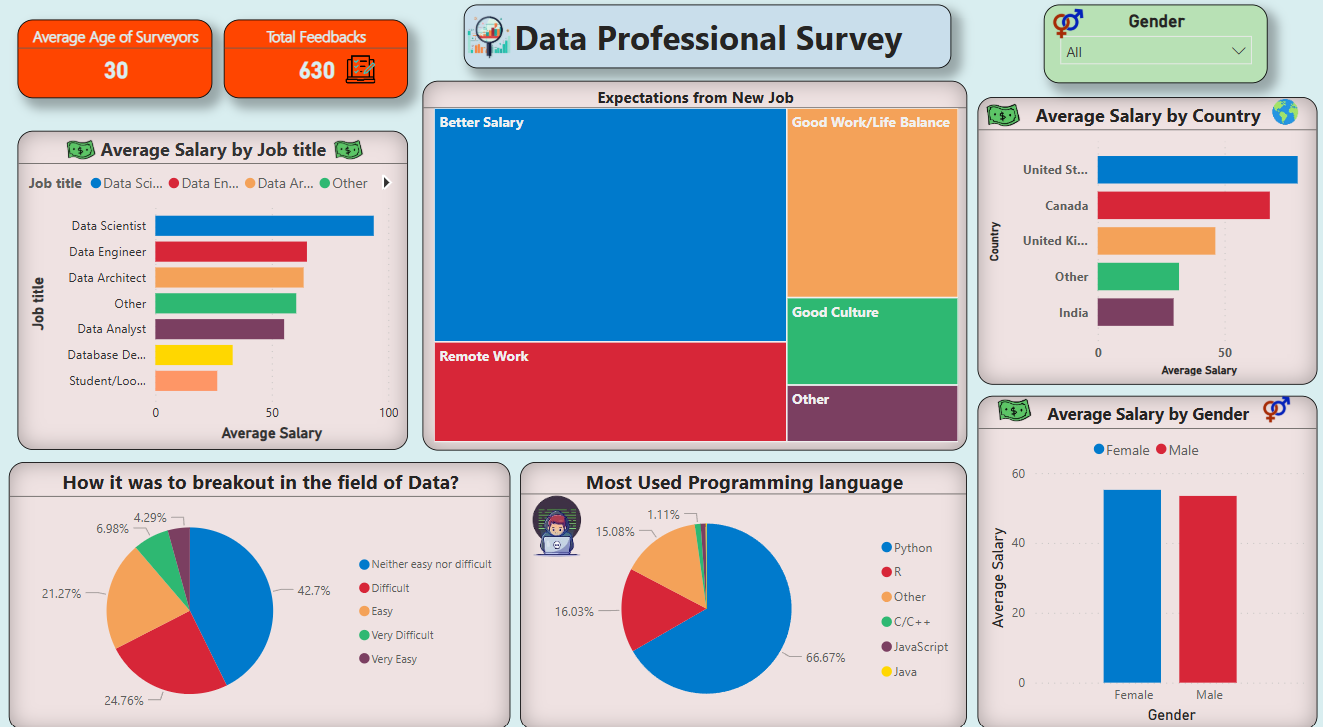 Average Age of Surveyors
30
Total Feedbacks
630
Data Professional Survey
Gender
All
Average Salary by Job title
Job title Data Sci... Data En... Data Ar... Other
Job title
Data Scientist
Data Engineer
Data Architect
Other
Data Analyst
Database De...
Student/Loo...
0 50 100
Average Salary
Expectations from New Job
Better Salary
Good Work/Life Balance
Remote Work
Good Culture
Other
Average Salary by Country
Country
United St...
Canada
United Ki...
Other
India
0 50
Average Salary
How it was to breakout in the field of Data?
4.29%
6.98%
21.27%
42.7%
24.76%
Neither easy nor difficult
Difficult
Easy
Very Difficult
Very Easy
Most Used Programming language
1.11%
15.08%
16.03%
66.67%
Python
R
Other
C/C++
JavaScript
Java
Average Salary by Gender
Female Male
Average Salary
60
40
20
0
Female Male
Gender